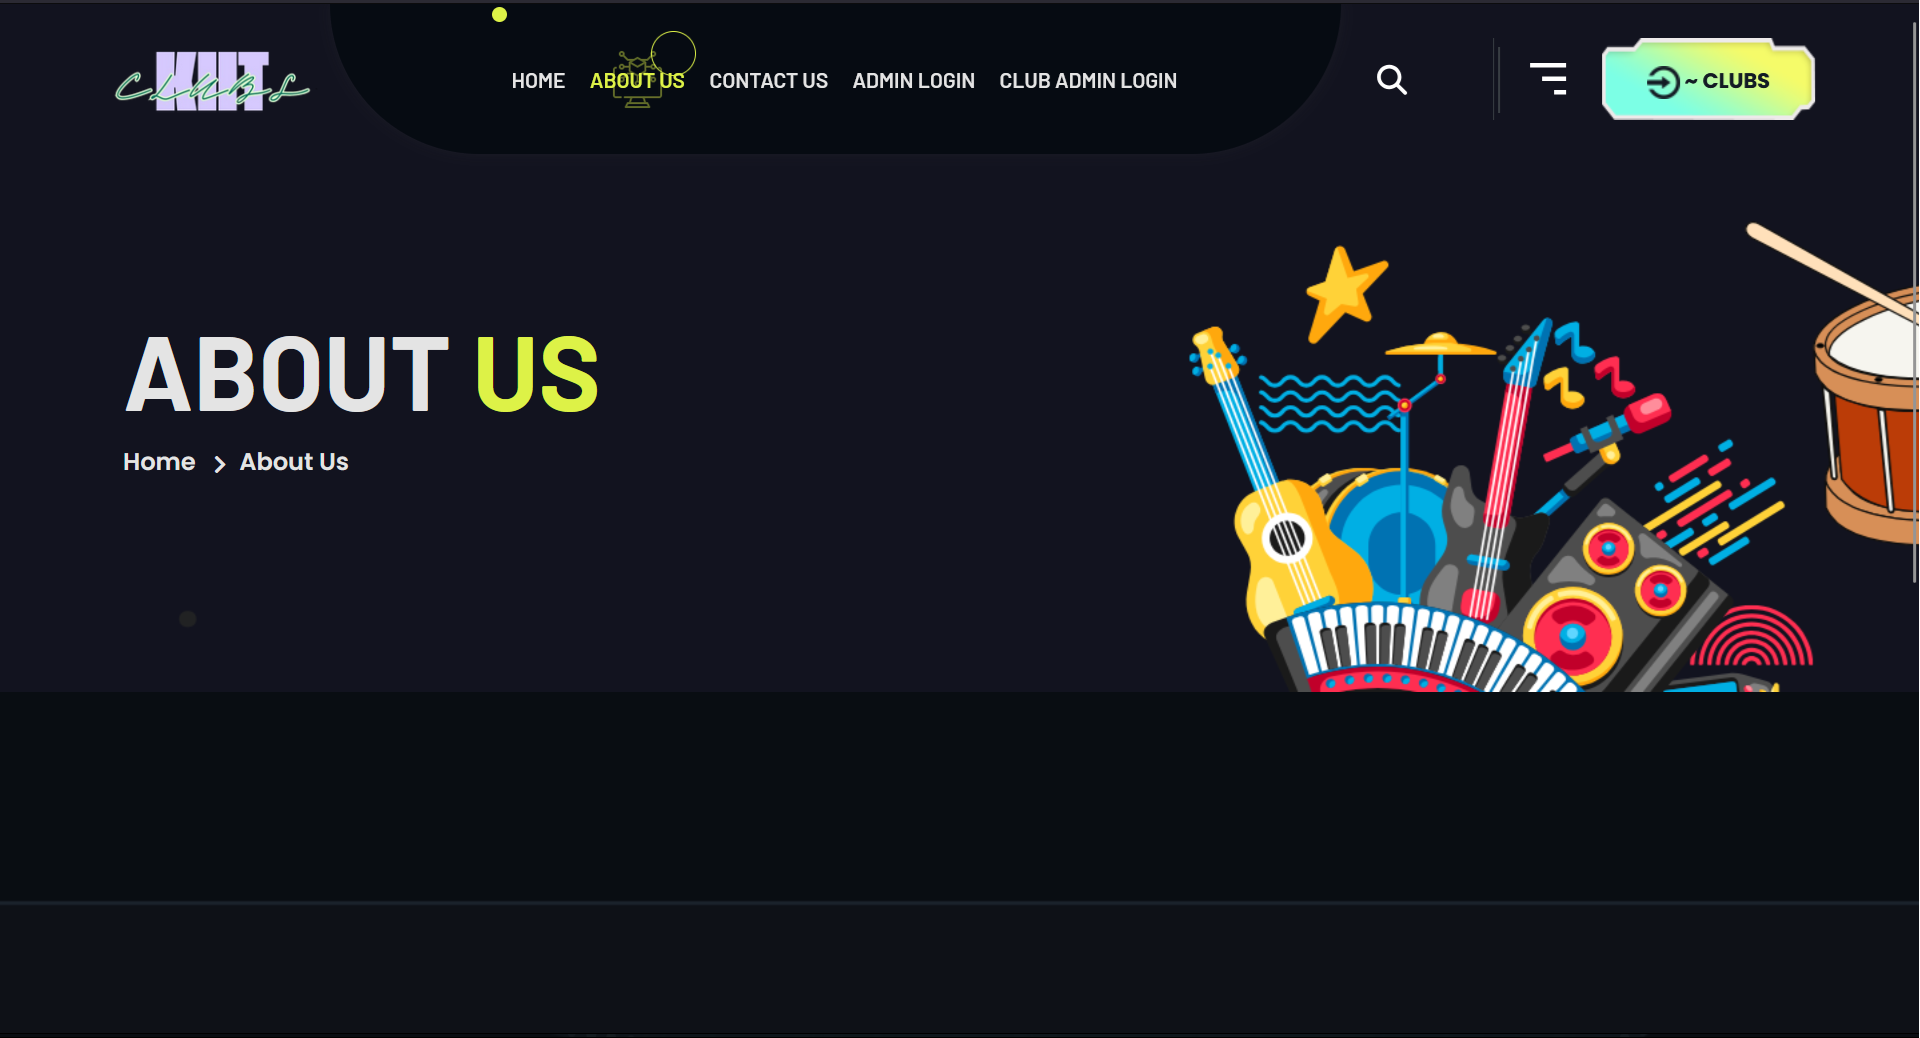 KIIT
CLUBS
HOME
ABOUT US
CONTACT US
ADMIN LOGIN
CLUB ADMIN LOGIN
~ CLUBS
ABOUT US
Home
About Us